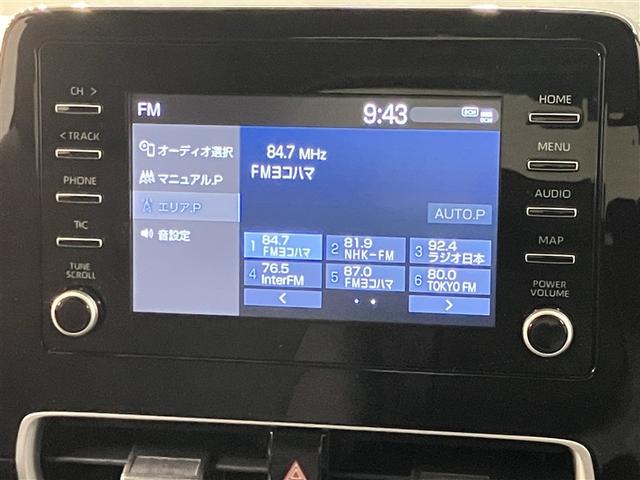 CH >
< TRACK
PHONE
T/C
TUNE
SCROLL
FM
9:43
オーディオ選択
マニュアル.P
エリア.P
音設定
84.7 MHz
FMヨコハマ
AUTO.P
1 84.7 FMヨコハマ
2 81.9 NHK-FM
3 92.4 ラジオ日本
4 76.5 InterFM
5 87.0 FMヨコハマ
6 80.0 TOKYO FM
<
>
HOME
MENU
AUDIO
MAP
POWER
VOLUME